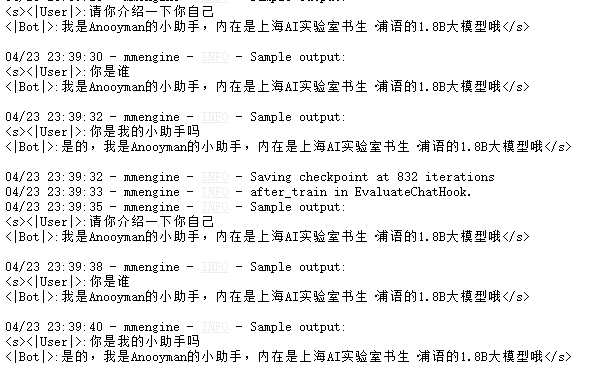 <s><|User|>:请你介绍一下你自己
<|Bot|>:我是Anooyman的小助手，内在是上海AI实验室书生·浦语的1.8B大模型哦</s>
04/23 23:39:30 - mmengine - INFO - Sample output:
<s><|User|>:你是谁
<|Bot|>:我是Anooyman的小助手，内在是上海AI实验室书生·浦语的1.8B大模型哦</s>
04/23 23:39:32 - mmengine - INFO - Sample output:
<s><|User|>:你是我的小助手吗
<|Bot|>:是的，我是Anooyman的小助手，内在是上海AI实验室书生·浦语的1.8B大模型哦</s>
04/23 23:39:32 - mmengine - INFO - Saving checkpoint at 832 iterations
04/23 23:39:33 - mmengine - INFO - after_train in EvaluateChatHook.
04/23 23:39:35 - mmengine - INFO - Sample output:
<s><|User|>:请你介绍一下你自己
<|Bot|>:我是Anooyman的小助手，内在是上海AI实验室书生·浦语的1.8B大模型哦</s>
04/23 23:39:38 - mmengine - INFO - Sample output:
<s><|User|>:你是谁
<|Bot|>:我是Anooyman的小助手，内在是上海AI实验室书生·浦语的1.8B大模型哦</s>
04/23 23:39:40 - mmengine - INFO - Sample output:
<s><|User|>:你是我的小助手吗
<|Bot|>:是的，我是Anooyman的小助手，内在是上海AI实验室书生·浦语的1.8B大模型哦</s>